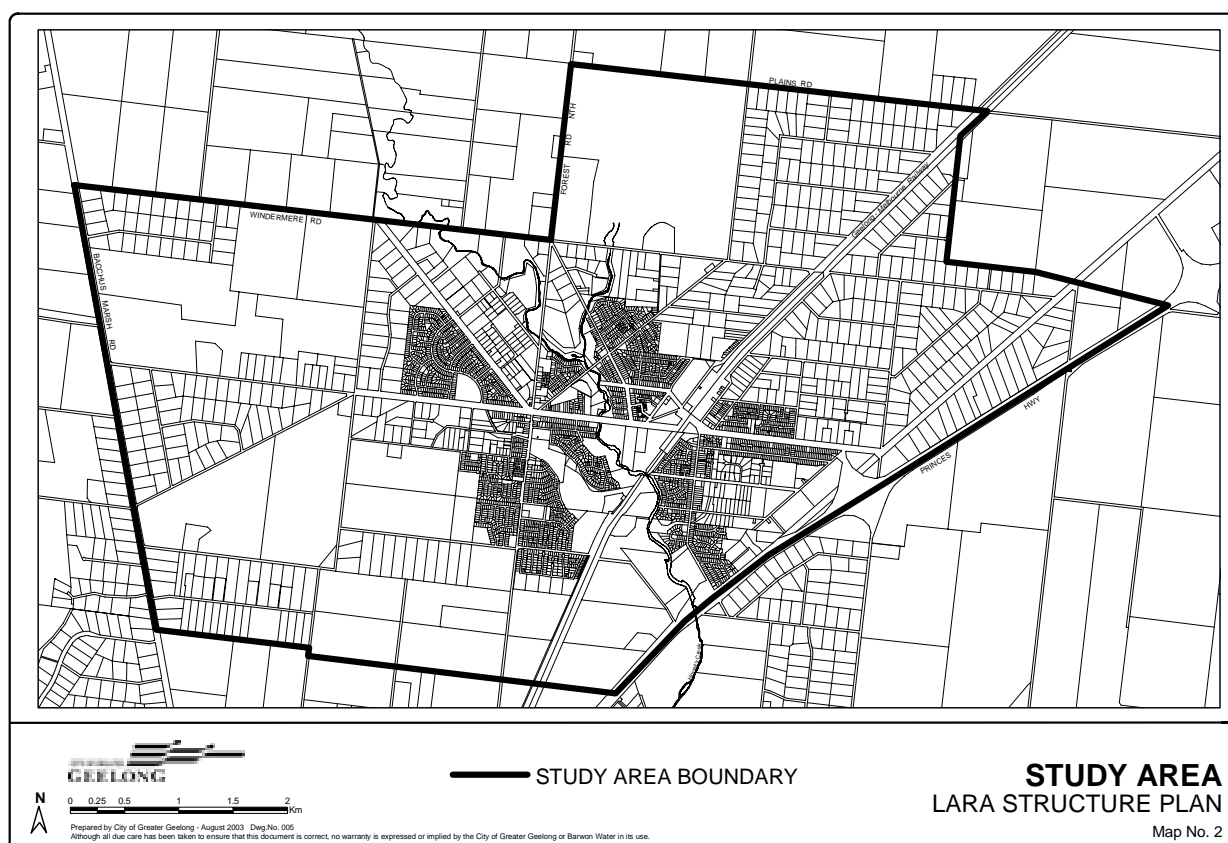 PLAINS RD
FOREST RD NTH
Geelong Melbourne Railway
WINDERMERE RD
BACCHUS MARSH RD
PRINCES HWY
GEELONG
STUDY AREA BOUNDARY
STUDY AREA
LARA STRUCTURE PLAN
Map No. 2
N
0 0.25 0.5 1 1.5 2
Km
Prepared by City of Greater Geelong - August 2003 Dwg.No. 005
Although all due care has been taken to ensure that this document is correct, no warranty is expressed or implied by the City of Greater Geelong or Barwon Water in its use.